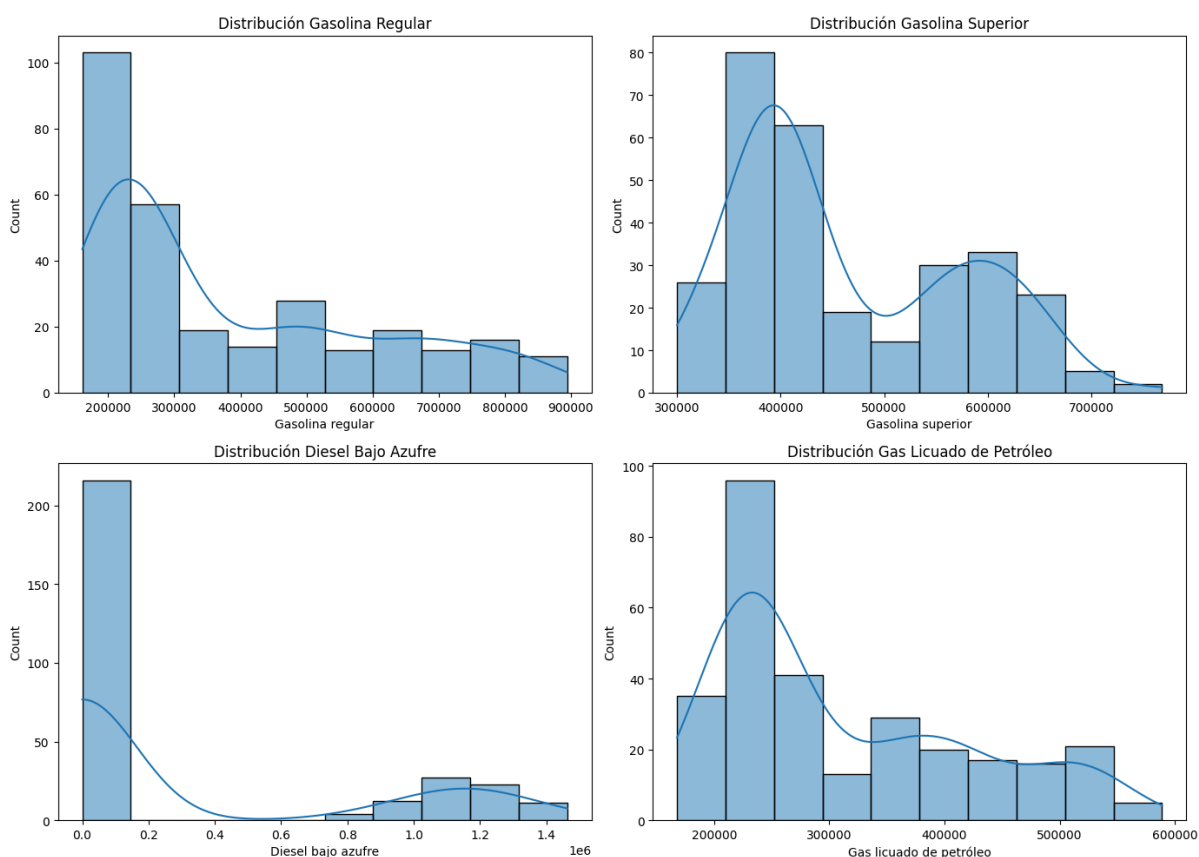 Distribución Gasolina Regular
Count
100
80
60
40
20
0
200000 300000 400000 500000 600000 700000 800000 900000
Gasolina regular
Distribución Gasolina Superior
Count
80
70
60
50
40
30
20
10
0
300000 400000 500000 600000 700000
Gasolina superior
Distribución Diesel Bajo Azufre
Count
200
150
100
50
0
0.0 0.2 0.4 0.6 0.8 1.0 1.2 1.4
1e6
Diesel bajo azufre
Distribución Gas Licuado de Petróleo
Count
100
80
60
40
20
0
200000 300000 400000 500000 600000
Gas licuado de petróleo